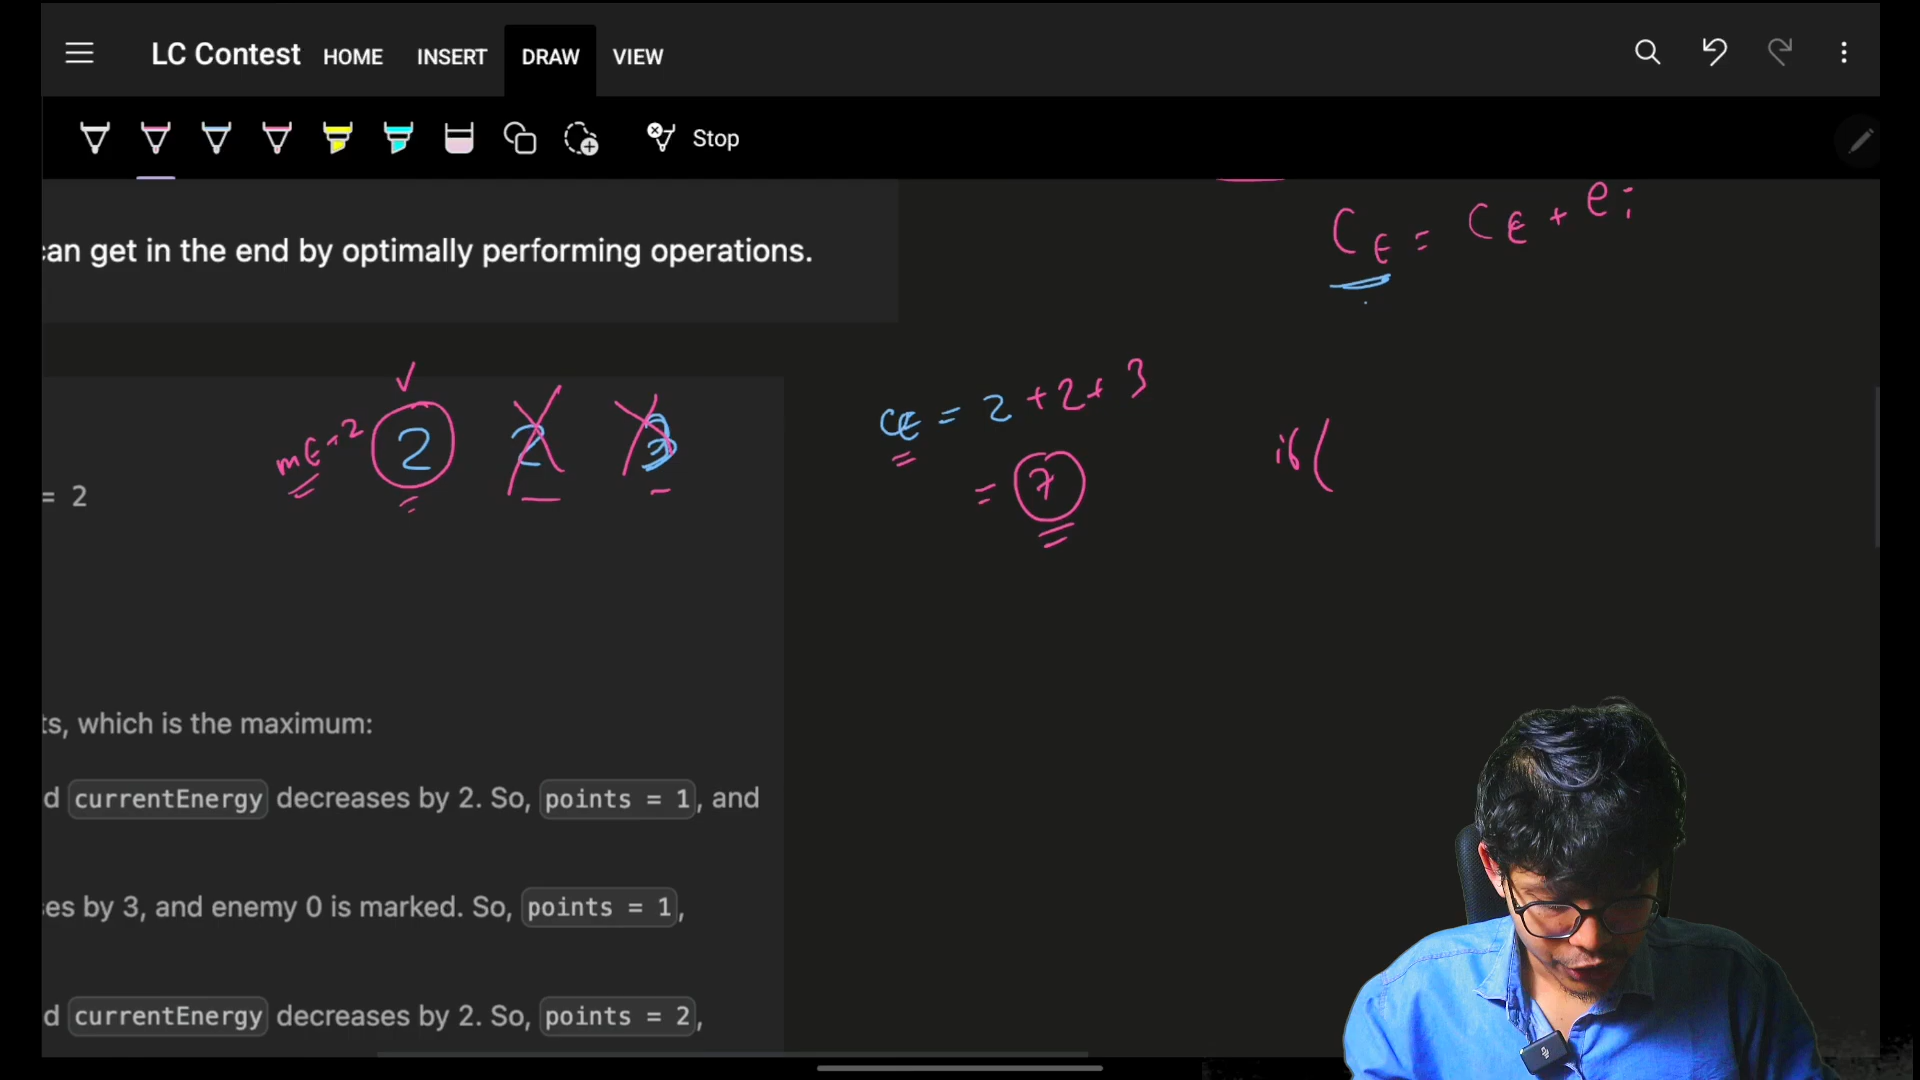 LC Contest HOME INSERT DRAW VIEW
Stop
can get in the end by optimally performing operations.
CE = CE + ei
✓
mE = 2 2 2 3
CE = 2 + 2 + 3
= 7
if (
= 2
ts, which is the maximum:
d currentEnergy decreases by 2. So, points = 1, and
es by 3, and enemy 0 is marked. So, points = 1,
d currentEnergy decreases by 2. So, points = 2,